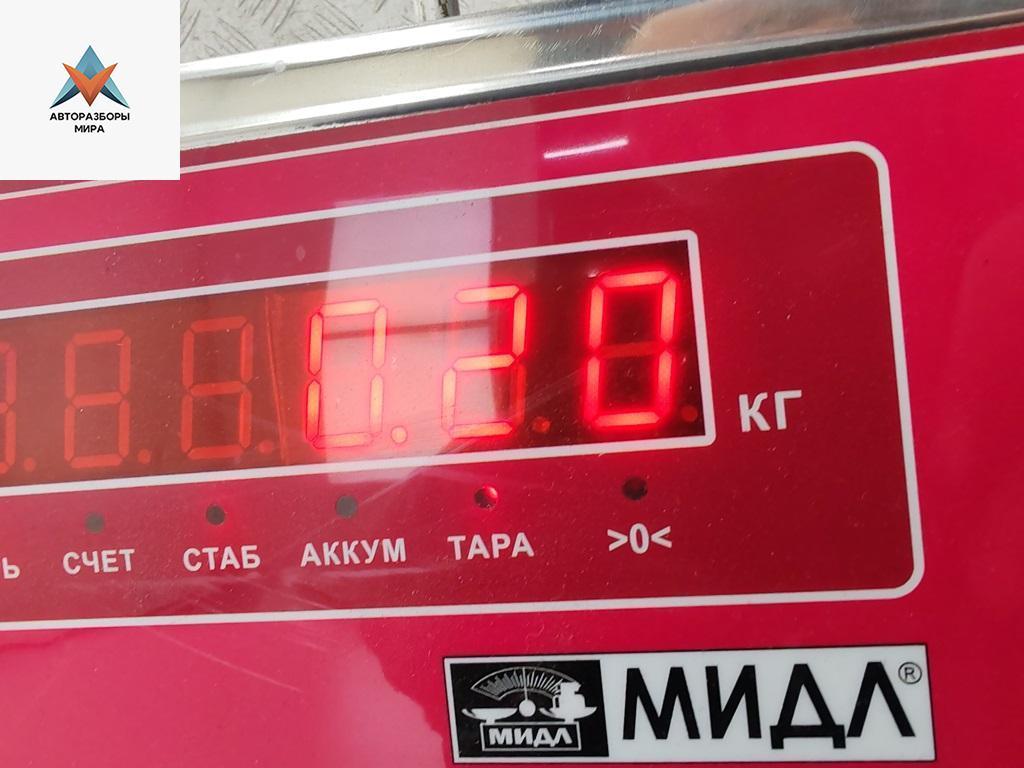 АВТОРАЗБОРЫ
МИРА
0.20
КГ
Ь СЧЕТ СТАБ АККУМ ТАРА >0<
МИДЛ
МИДЛ®